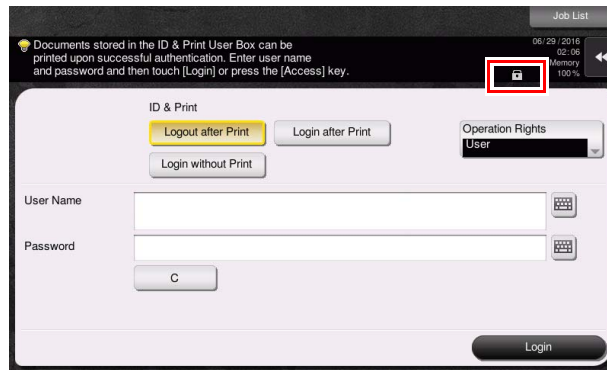 Job List
Documents stored in the ID & Print User Box can be
printed upon successful authentication. Enter user name
and password and then touch [Login] or press the [Access] key.
06/29/2016
02:06
Memory
100%
ID & Print
Logout after Print
Login after Print
Login without Print
Operation Rights
User
User Name
Password
C
Login